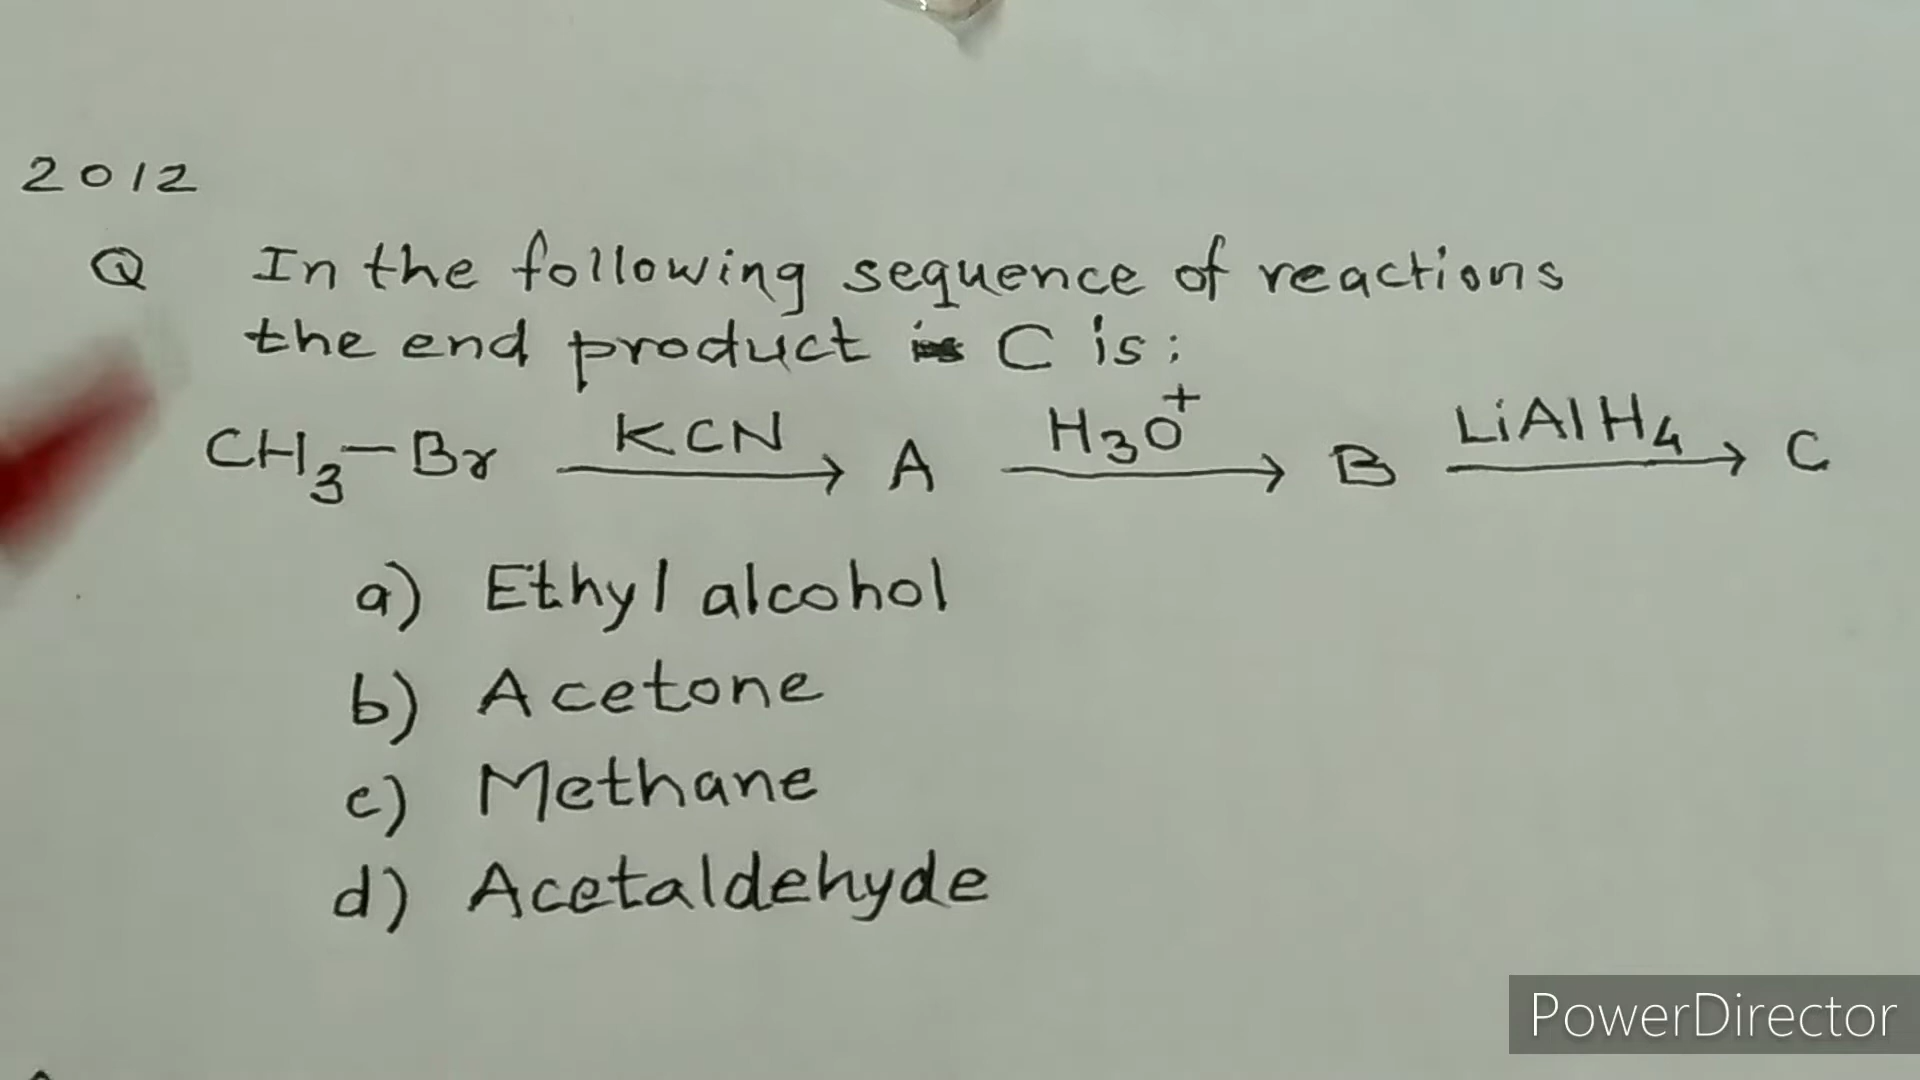 2012
Q In the following sequence of reactions
the end product is C is:
CH₃-Br KCN→ A H₃O⁺→ B LiAlH₄→ C
a) Ethyl alcohol
b) Acetone
c) Methane
d) Acetaldehyde
PowerDirector